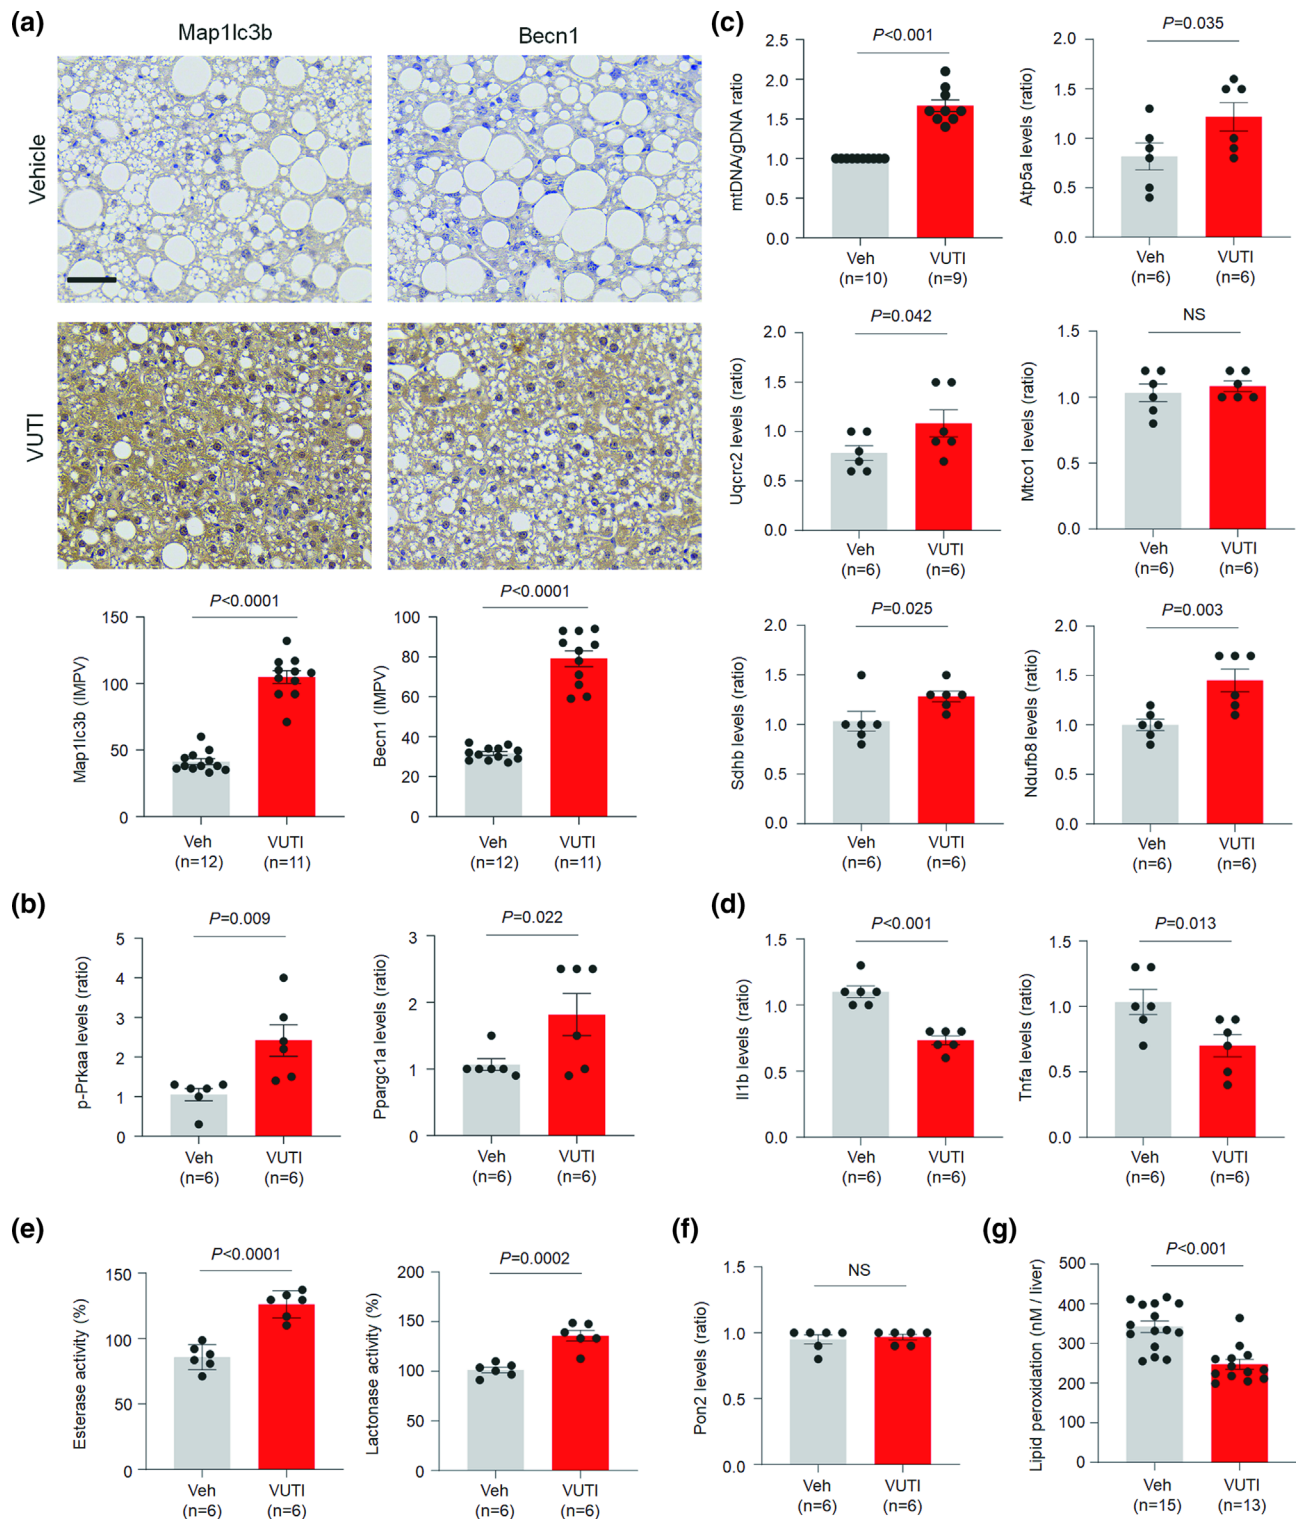 (a)
Map1lc3b
Becn1
Vehicle
VUTI
P<0.0001
Map1lc3b (IMPV)
150
100
50
0
Veh
(n=12)
VUTI
(n=11)
P<0.0001
Becn1 (IMPV)
100
80
60
40
20
0
Veh
(n=12)
VUTI
(n=11)
(b)
P=0.009
p-Prkaa levels (ratio)
5
4
3
2
1
0
Veh
(n=6)
VUTI
(n=6)
P=0.022
Ppargc1a levels (ratio)
3
2
1
0
Veh
(n=6)
VUTI
(n=6)
(c)
P<0.001
mtDNA/gDNA ratio
2.5
2.0
1.5
1.0
0.5
0.0
Veh
(n=10)
VUTI
(n=9)
P=0.035
Atp5a levels (ratio)
2.0
1.5
1.0
0.5
0.0
Veh
(n=6)
VUTI
(n=6)
P=0.042
Uqcrc2 levels (ratio)
2.0
1.5
1.0
0.5
0.0
Veh
(n=6)
VUTI
(n=6)
NS
Mtco1 levels (ratio)
1.5
1.0
0.5
0.0
Veh
(n=6)
VUTI
(n=6)
P=0.025
Sdhb levels (ratio)
2.0
1.5
1.0
0.5
0.0
Veh
(n=6)
VUTI
(n=6)
P=0.003
Ndufb8 levels (ratio)
2.0
1.5
1.0
0.5
0.0
Veh
(n=6)
VUTI
(n=6)
(d)
P<0.001
Il1b levels (ratio)
1.5
1.0
0.5
0.0
Veh
(n=6)
VUTI
(n=6)
P=0.013
Tnfa levels (ratio)
1.5
1.0
0.5
0.0
Veh
(n=6)
VUTI
(n=6)
(e)
P<0.0001
Esterase activity (%)
150
100
50
0
Veh
(n=6)
VUTI
(n=6)
P=0.0002
Lactonase activity (%)
200
150
100
50
0
Veh
(n=6)
VUTI
(n=6)
(f)
NS
Pon2 levels (ratio)
1.5
1.0
0.5
0.0
Veh
(n=6)
VUTI
(n=6)
(g)
P<0.001
Lipid peroxidation (nM / liver)
500
400
300
200
100
0
Veh
(n=15)
VUTI
(n=13)